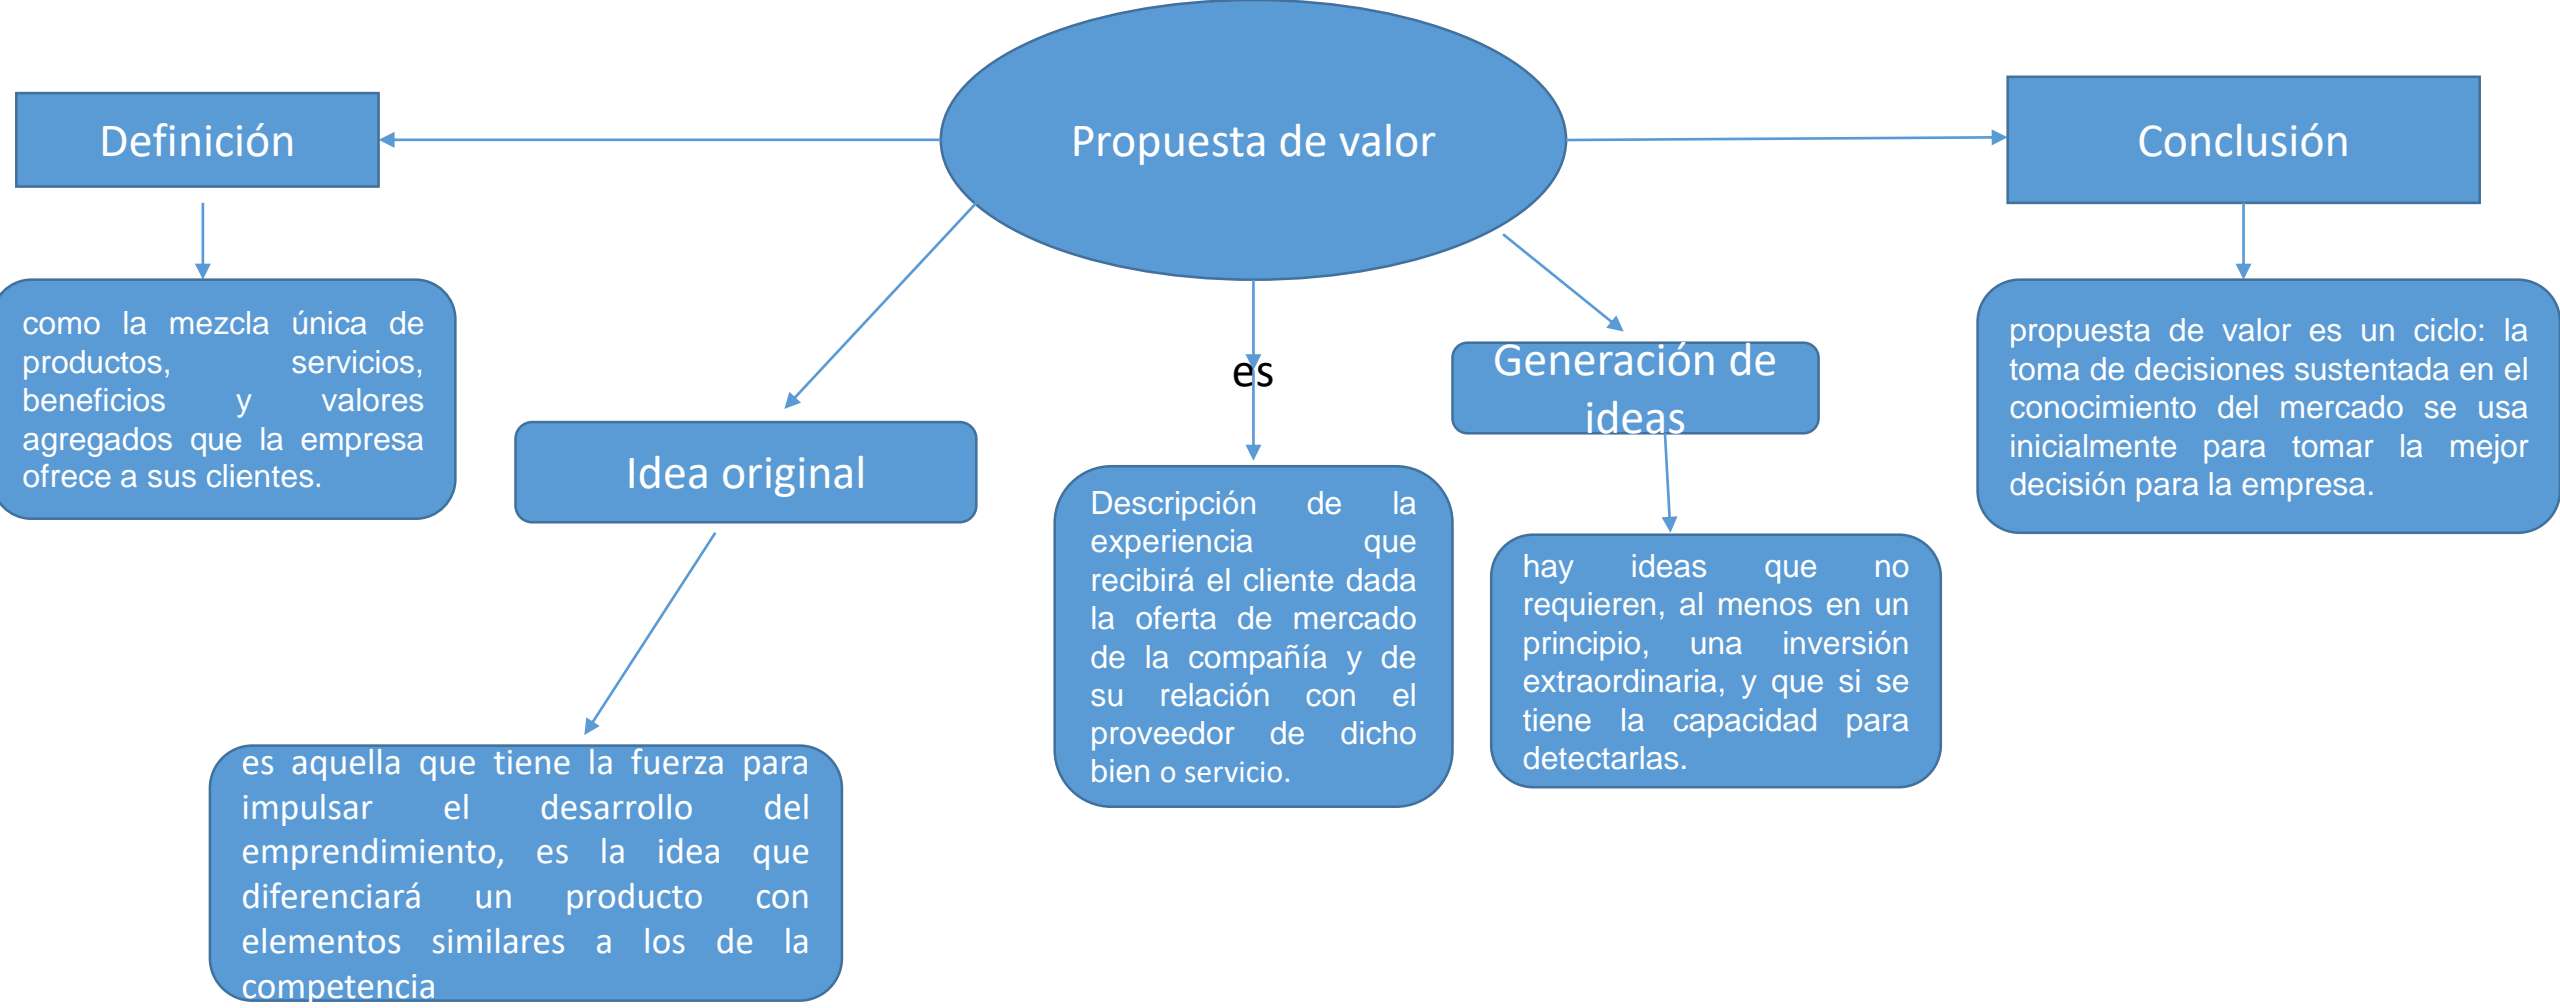 Propuesta de valor
Definición
como la mezcla única de
productos, servicios,
beneficios y valores
agregados que la empresa
ofrece a sus clientes.
Idea original
es aquella que tiene la fuerza para
impulsar el desarrollo del
emprendimiento, es la idea que
diferenciará un producto con
elementos similares a los de la
competencia
es
Descripción de la
experiencia que
recibirá el cliente dada
la oferta de mercado
de la compañía y de
su relación con el
proveedor de dicho
bien o servicio.
Generación de
ideas
hay ideas que no
requieren, al menos en un
principio, una inversión
extraordinaria, y que si se
tiene la capacidad para
detectarlas.
Conclusión
propuesta de valor es un ciclo: la
toma de decisiones sustentada en el
conocimiento del mercado se usa
inicialmente para tomar la mejor
decisión para la empresa.